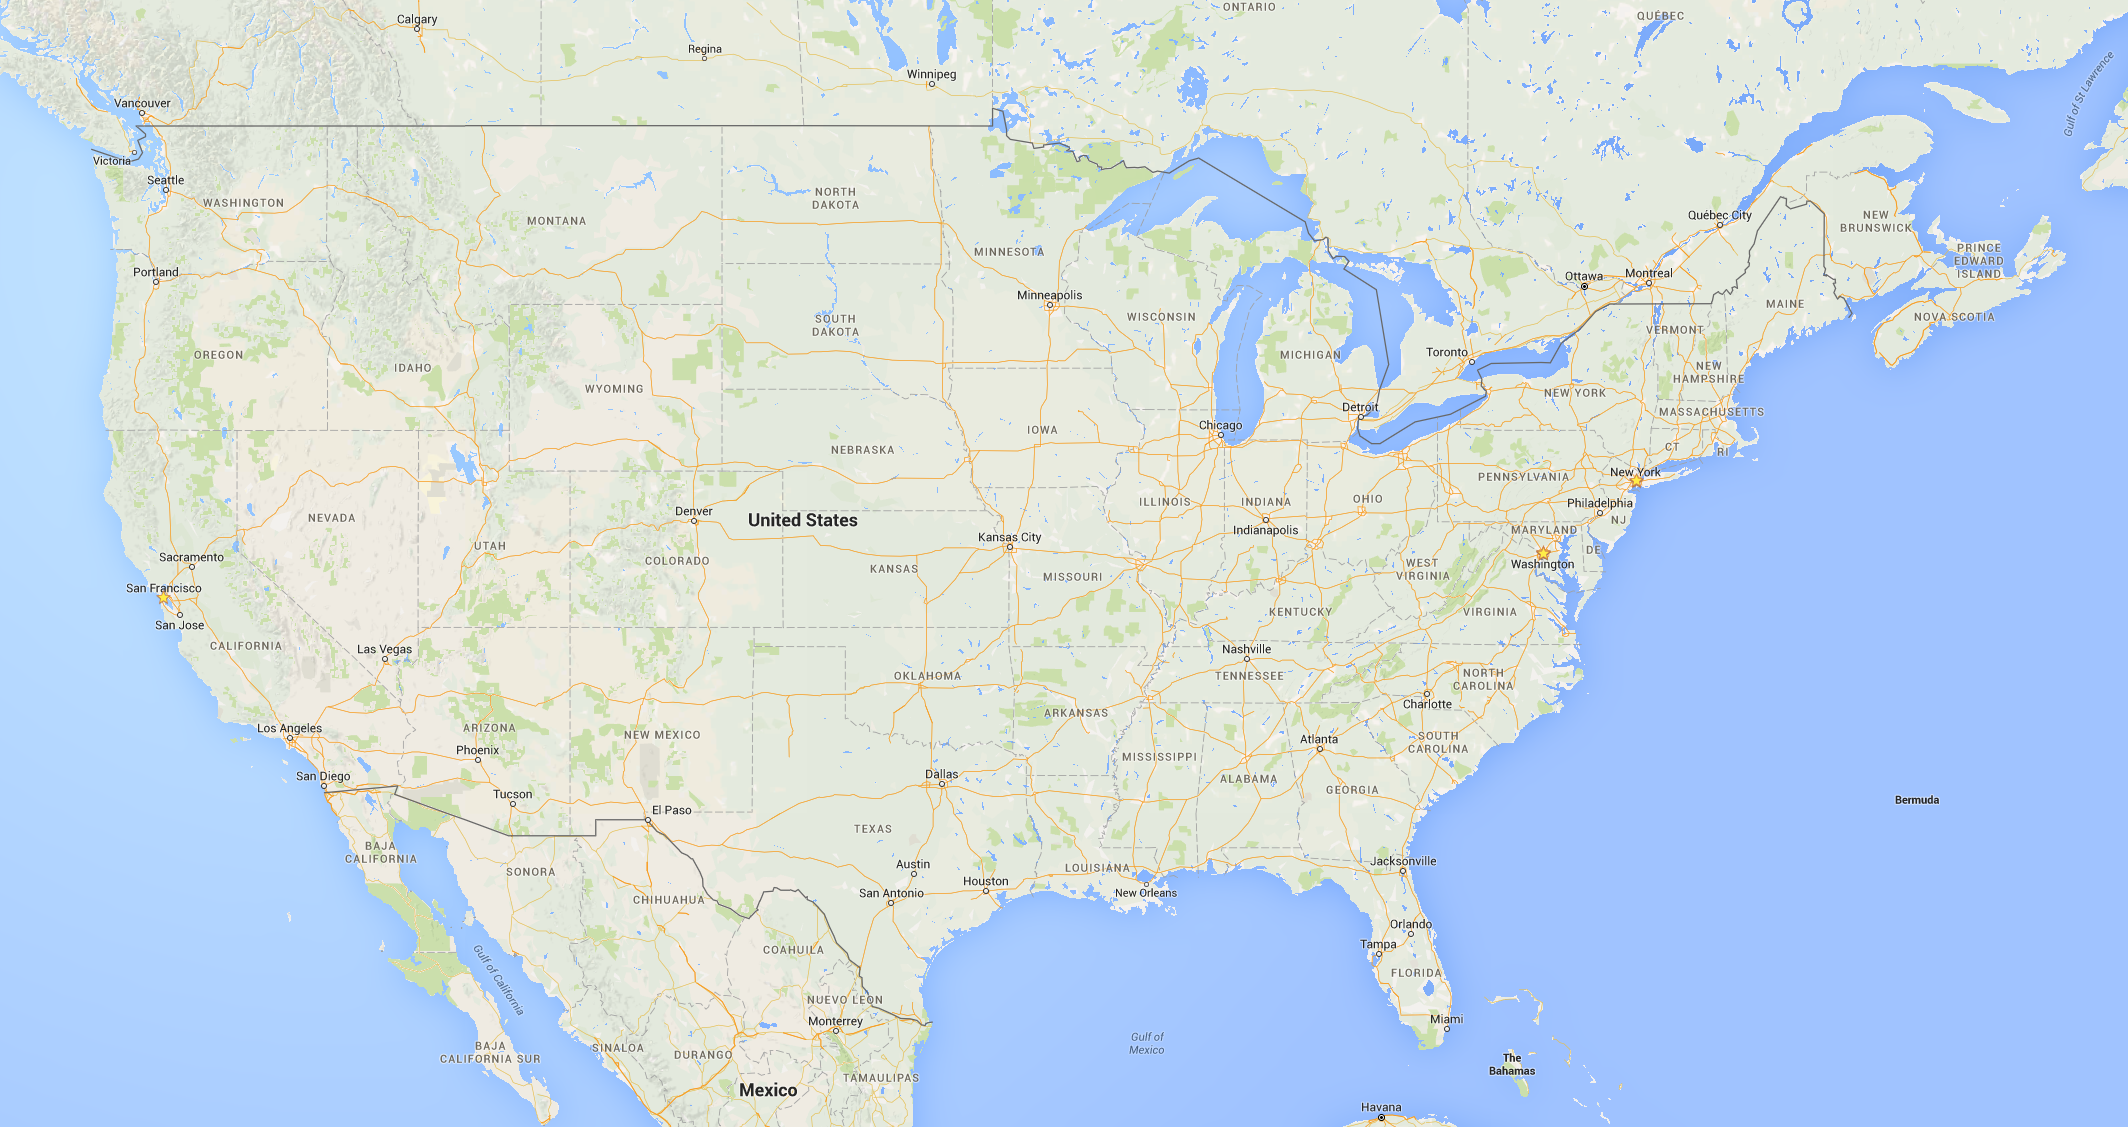 ONTARIO
QUÉBEC
Calgary
Regina
Winnipeg
Gulf of St Lawrence
Vancouver
Victoria
Seattle
WASHINGTON
MONTANA
NORTH
DAKOTA
MINNESOTA
Québec City
NEW
BRUNSWICK
PRINCE
EDWARD
ISLAND
Portland
Ottawa
Montreal
Minneapolis
MAINE
SOUTH
DAKOTA
WISCONSIN
VERMONT
NOVA SCOTIA
OREGON
IDAHO
MICHIGAN
Toronto
NEW
HAMPSHIRE
WYOMING
NEW YORK
Detroit
MASSACHUSETTS
Chicago
IOWA
NEBRASKA
CT
RI
New York
PENNSYLVANIA
ILLINOIS
INDIANA
OHIO
Philadelphia
NJ
Denver
United States
NEVADA
Indianapolis
MARYLAND
Kansas City
UTAH
DE
Sacramento
COLORADO
KANSAS
MISSOURI
WEST
VIRGINIA
Washington
San Francisco
KENTUCKY
VIRGINIA
San Jose
CALIFORNIA
Las Vegas
Nashville
TENNESSEE
OKLAHOMA
NORTH
CAROLINA
Charlotte
ARKANSAS
Los Angeles
ARIZONA
NEW MEXICO
Phoenix
Atlanta
SOUTH
CAROLINA
MISSISSIPPI
San Diego
Dallas
ALABAMA
GEORGIA
Tucson
Bermuda
El Paso
TEXAS
BAJA
CALIFORNIA
SONORA
Austin
LOUISIANA
Jacksonville
Houston
San Antonio
New Orleans
CHIHUAHUA
Orlando
COAHUILA
Tampa
FLORIDA
Gulf of California
NUEVO LEON
Monterrey
Miami
Gulf of
Mexico
SINALOA
DURANGO
BAJA
CALIFORNIA SUR
The
Bahamas
TAMAULIPAS
Mexico
Havana